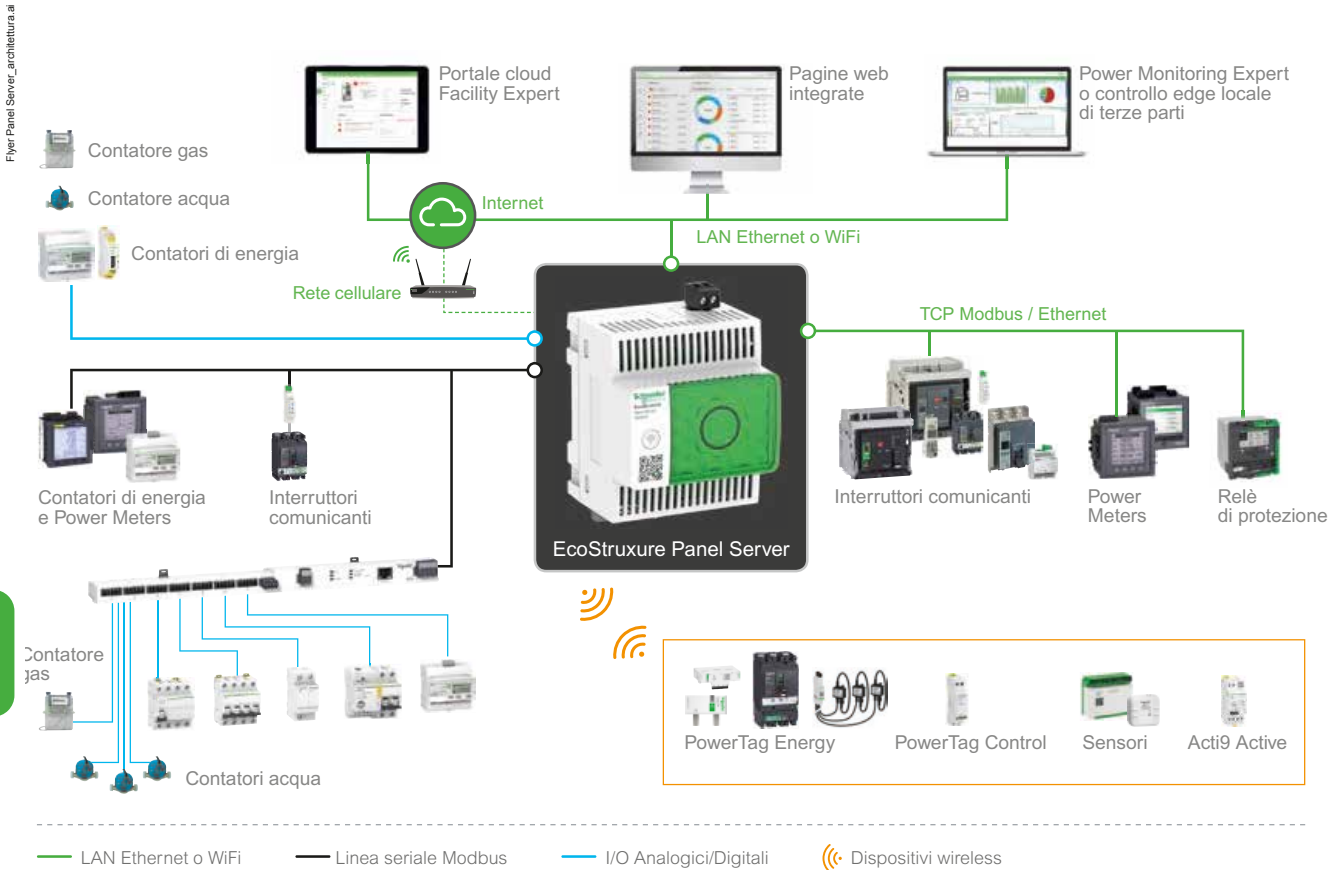 Flyer Panel Server_architettura.ai
Portale cloud
Facility Expert
Pagine web
integrate
Power Monitoring Expert
o controllo edge locale
di terze parti
Contatore gas
Contatore acqua
Contatori di energia
Internet
LAN Ethernet o WiFi
Rete cellulare
TCP Modbus / Ethernet
Schneider
Contatori di energia
e Power Meters
Interruttori
comunicanti
EcoStruxure Panel Server
Interruttori comunicanti
Power
Meters
Relè
di protezione
Contatore
gas
Contatori acqua
PowerTag Energy
PowerTag Control
Sensori
Acti9 Active
LAN Ethernet o WiFi
Linea seriale Modbus
I/O Analogici/Digitali
Dispositivi wireless